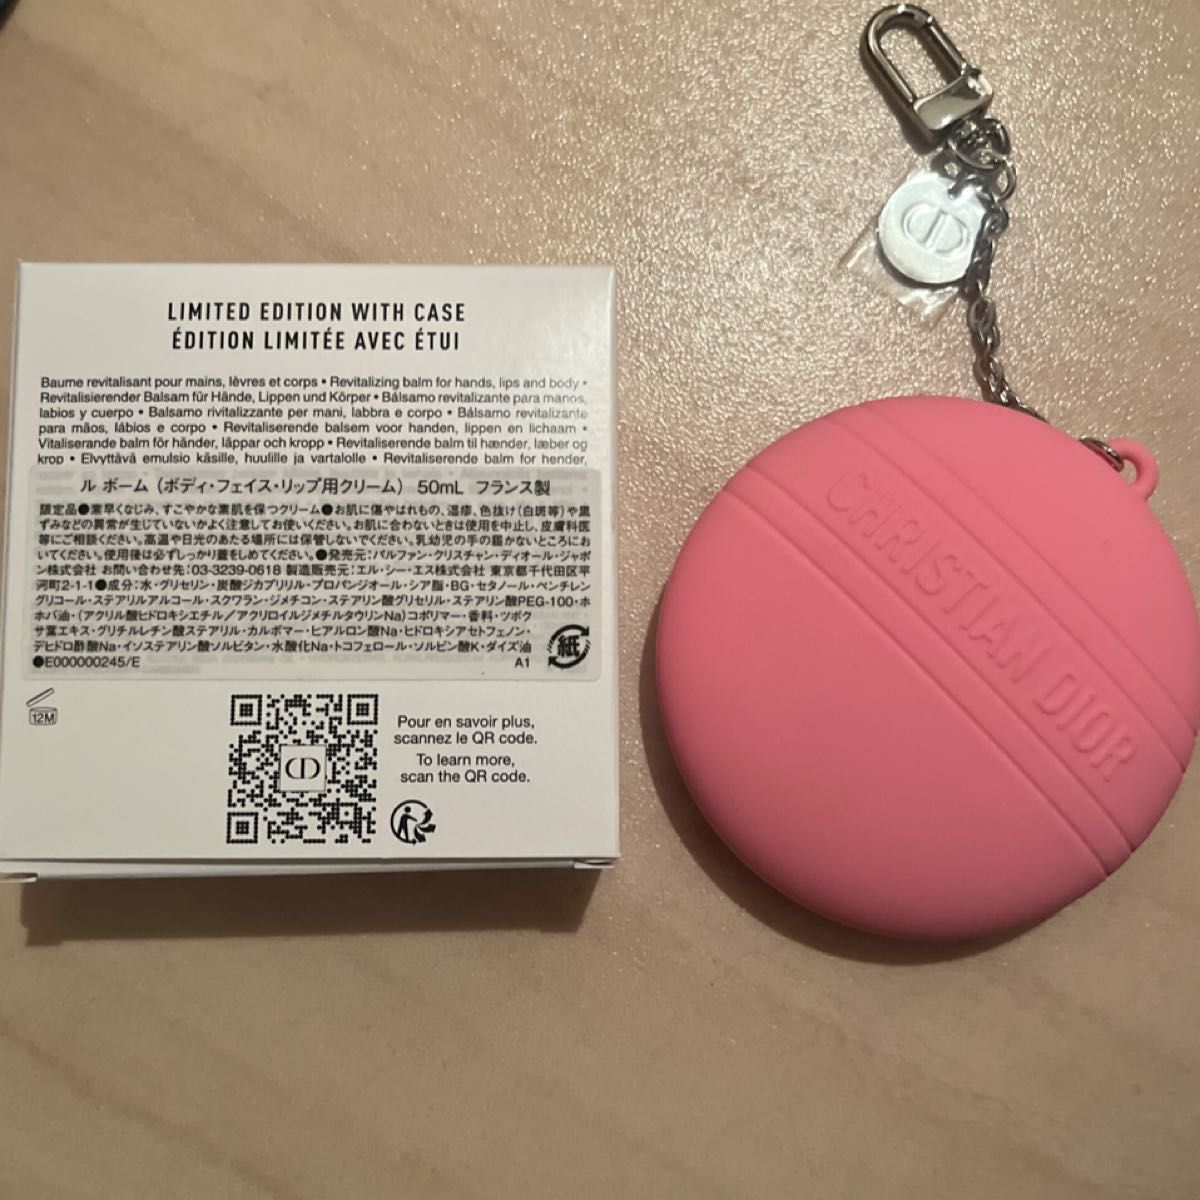 LIMITED EDITION WITH CASE
ÉDITION LIMITÉE AVEC ÉTUI
Baume revitalisant pour mains, lèvres et corps • Revitalizing balm for hands, lips and body •
Revitalisierender Balsam für Hände, Lippen und Körper • Bálsamo revitalizante para manos,
labios y cuerpo • Balsamo rivitalizzante per mani, labbra e corpo • Bálsamo revitalizante
para mãos, lábios e corpo • Revitaliserende balsem voor handen, lippen en lichaam •
Vitaliserande balm för händer, läppar och kropp • Revitaliserende balm til hænder, læber og
krop • Elvyttävä emulsio käsille, huulille ja vartalolle • Revitaliserende balm for hender,
ル ボーム（ボディ・フェイス・リップ用クリーム） 50mL フランス製
限定品●素早くなじみ、すこやかな素肌を保つクリーム●お肌に傷やはれもの、湿疹、色抜け(白斑等)や黒
ずみなどの異常が生じていないかよく注意してお使いください。お肌に合わないときは使用を中止し、皮膚科医
等にご相談ください。高温や日光のあたる場所には保管しないでください。乳幼児の手の届かないところにお
いてください。使用後は必ずしっかり蓋をしめてください。●発売元：パルファン・クリスチャン・ディオール・ジャポ
ン株式会社 お問い合わせ先：03-3239-0618 製造販売元：エル・シー・エス株式会社 東京都千代田区平
河町2-1-1●成分：水・グリセリン・炭酸ジカプリリル・プロパンジオール・シア脂・BG・セタノール・ペンチレン
グリコール・ステアリルアルコール・スクワラン・ジメチコン・ステアリン酸グリセリル・ステアリン酸PEG-100・ホ
ホバ油・(アクリル酸ヒドロキシエチル／アクリロイルジメチルタウリンNa)コポリマー・香料・ツボク
サ葉エキス・グリチルレチン酸ステアリル・カルボマー・ヒアルロン酸Na・ヒドロキシアセトフェノン・
デヒドロ酢酸Na・イソステアリン酸ソルビタン・水酸化Na・トコフェロール・ソルビン酸K・ダイズ油
●E000000245/E A1
紙
12M
Pour en savoir plus,
scannez le QR code.
To learn more,
scan the QR code.
CD
CD
CHRISTIAN DIOR